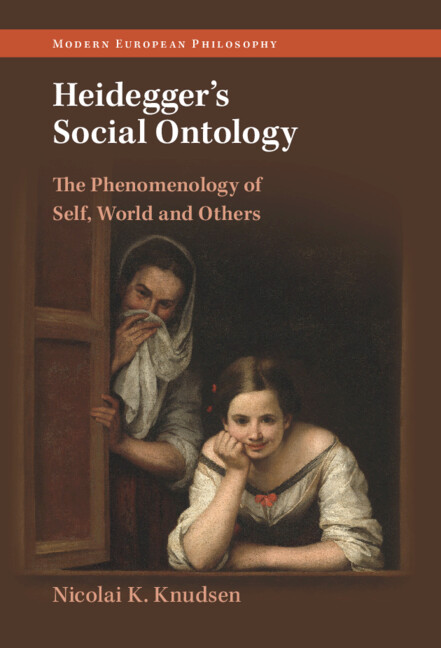 Modern European Philosophy
Heidegger's
Social Ontology
The Phenomenology of
Self, World and Others
Nicolai K. Knudsen